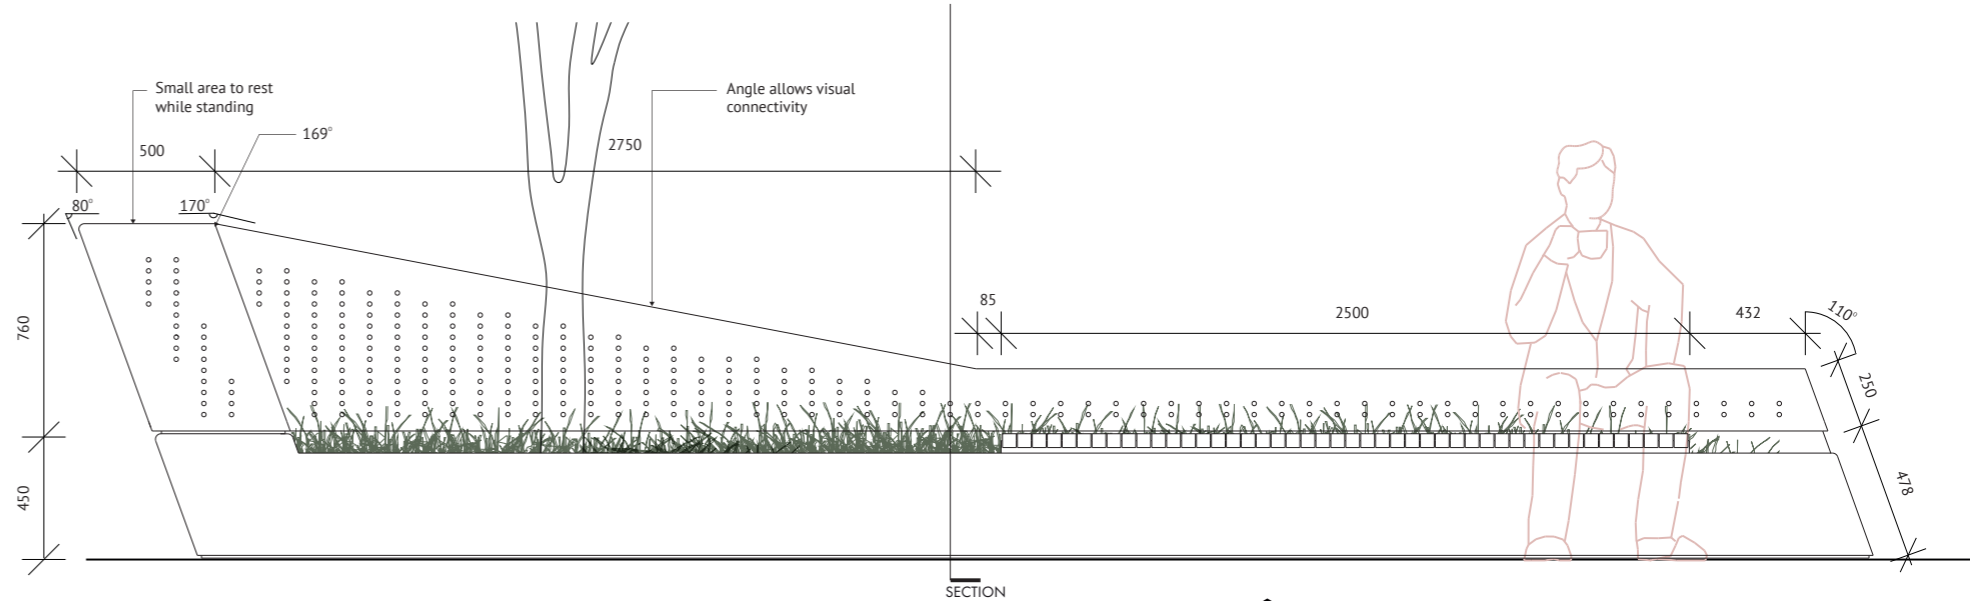 Small area to rest
while standing
Angle allows visual
connectivity
169°
500
2750
80°
170°
85
2500
432
110°
760
250
450
478
SECTION